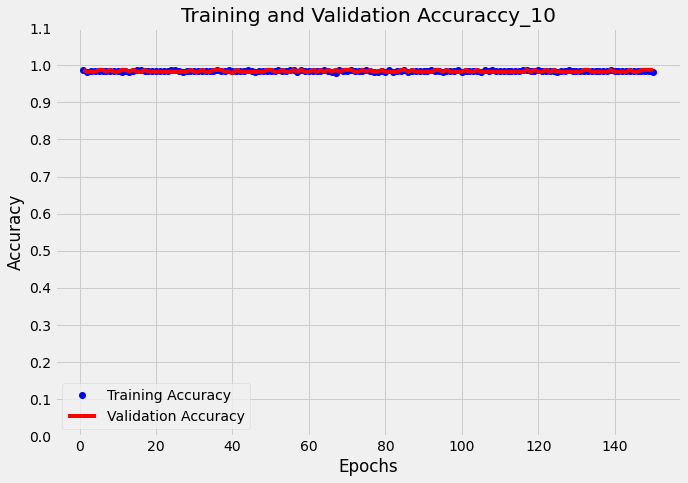 Training and Validation Accuraccy_10
1.1
1.0
0.9
0.8
0.7
0.6
0.5
0.4
0.3
0.2
0.1
0.0
Accuracy
Training Accuracy
Validation Accuracy
0 20 40 60 80 100 120 140
Epochs